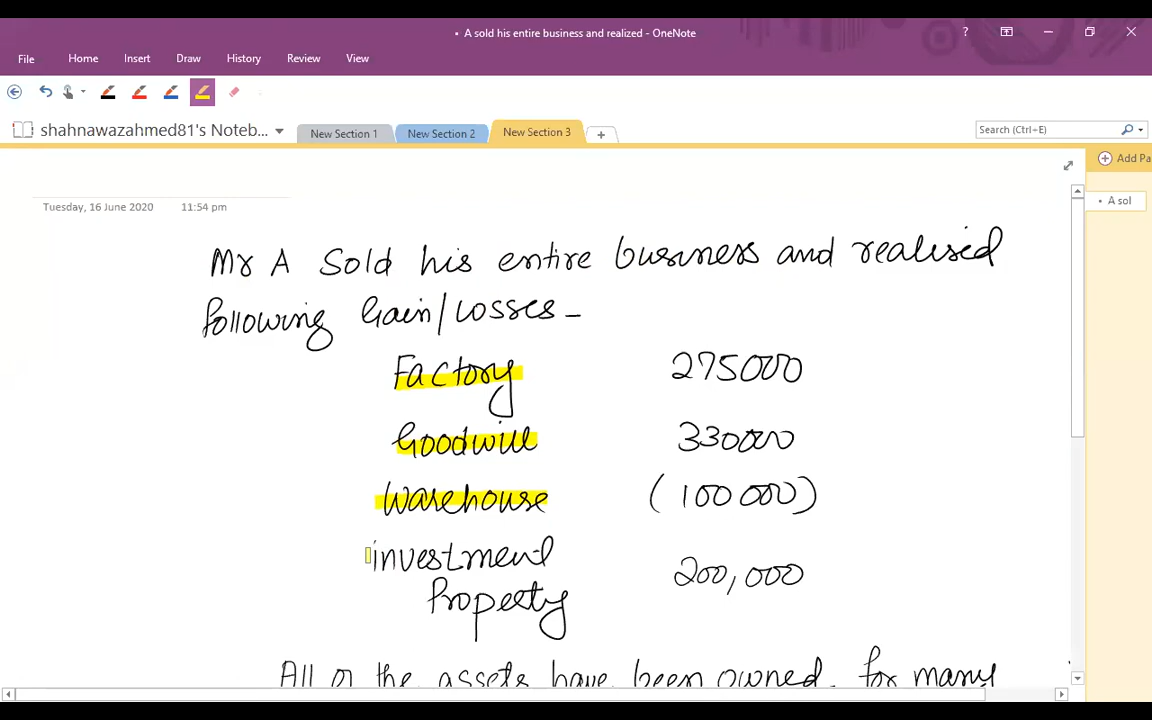 • A sold his entire business and realized - OneNote
File Home Insert Draw History Review View
shahnawazahmed81's Noteb... New Section 1 New Section 2 New Section 3 + Search (Ctrl+E)
Add Pa
• A sol
Tuesday, 16 June 2020 11:54 pm
Mr A Sold his entire business and realised
following Gain/Losses -
Factory 275000
Goodwill 330000
Warehouse (100000)
investment
Property 200,000
All of the assets have been owned for many